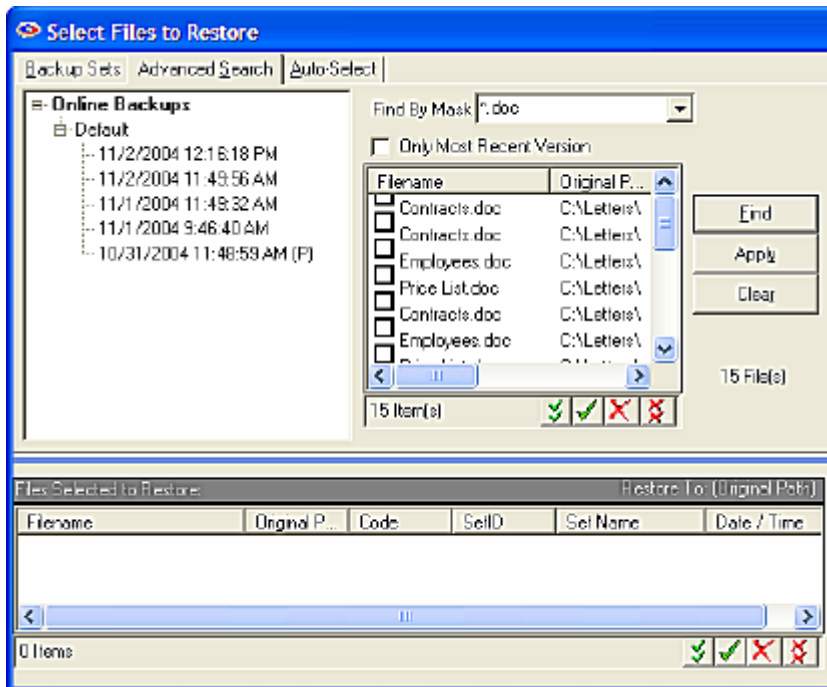 Select Files to Restore
Backup Sets Advanced Search Auto-Select
Online Backups
Default
11/2/2004 12:16:18 PM
11/2/2004 11:49:56 AM
11/1/2004 11:49:32 AM
11/1/2004 9:46:40 AM
10/31/2004 11:48:59 AM (P)
Find By Mask *.doc
Only Most Recent Version
Filename Original P...
Contracts.doc C:\Letters\
Contracts.doc C:\Letters\
Employees.doc C:\Letters\
Price List.doc C:\Letters\
Contracts.doc C:\Letters\
Employees.doc C:\Letters\
15 Item(s)
Find
Apply
Clear
15 File(s)
Files Selected to Restore: Restore To: (Original Path)
Filename Original P... Code SetID Set Name Date / Time
0 Items